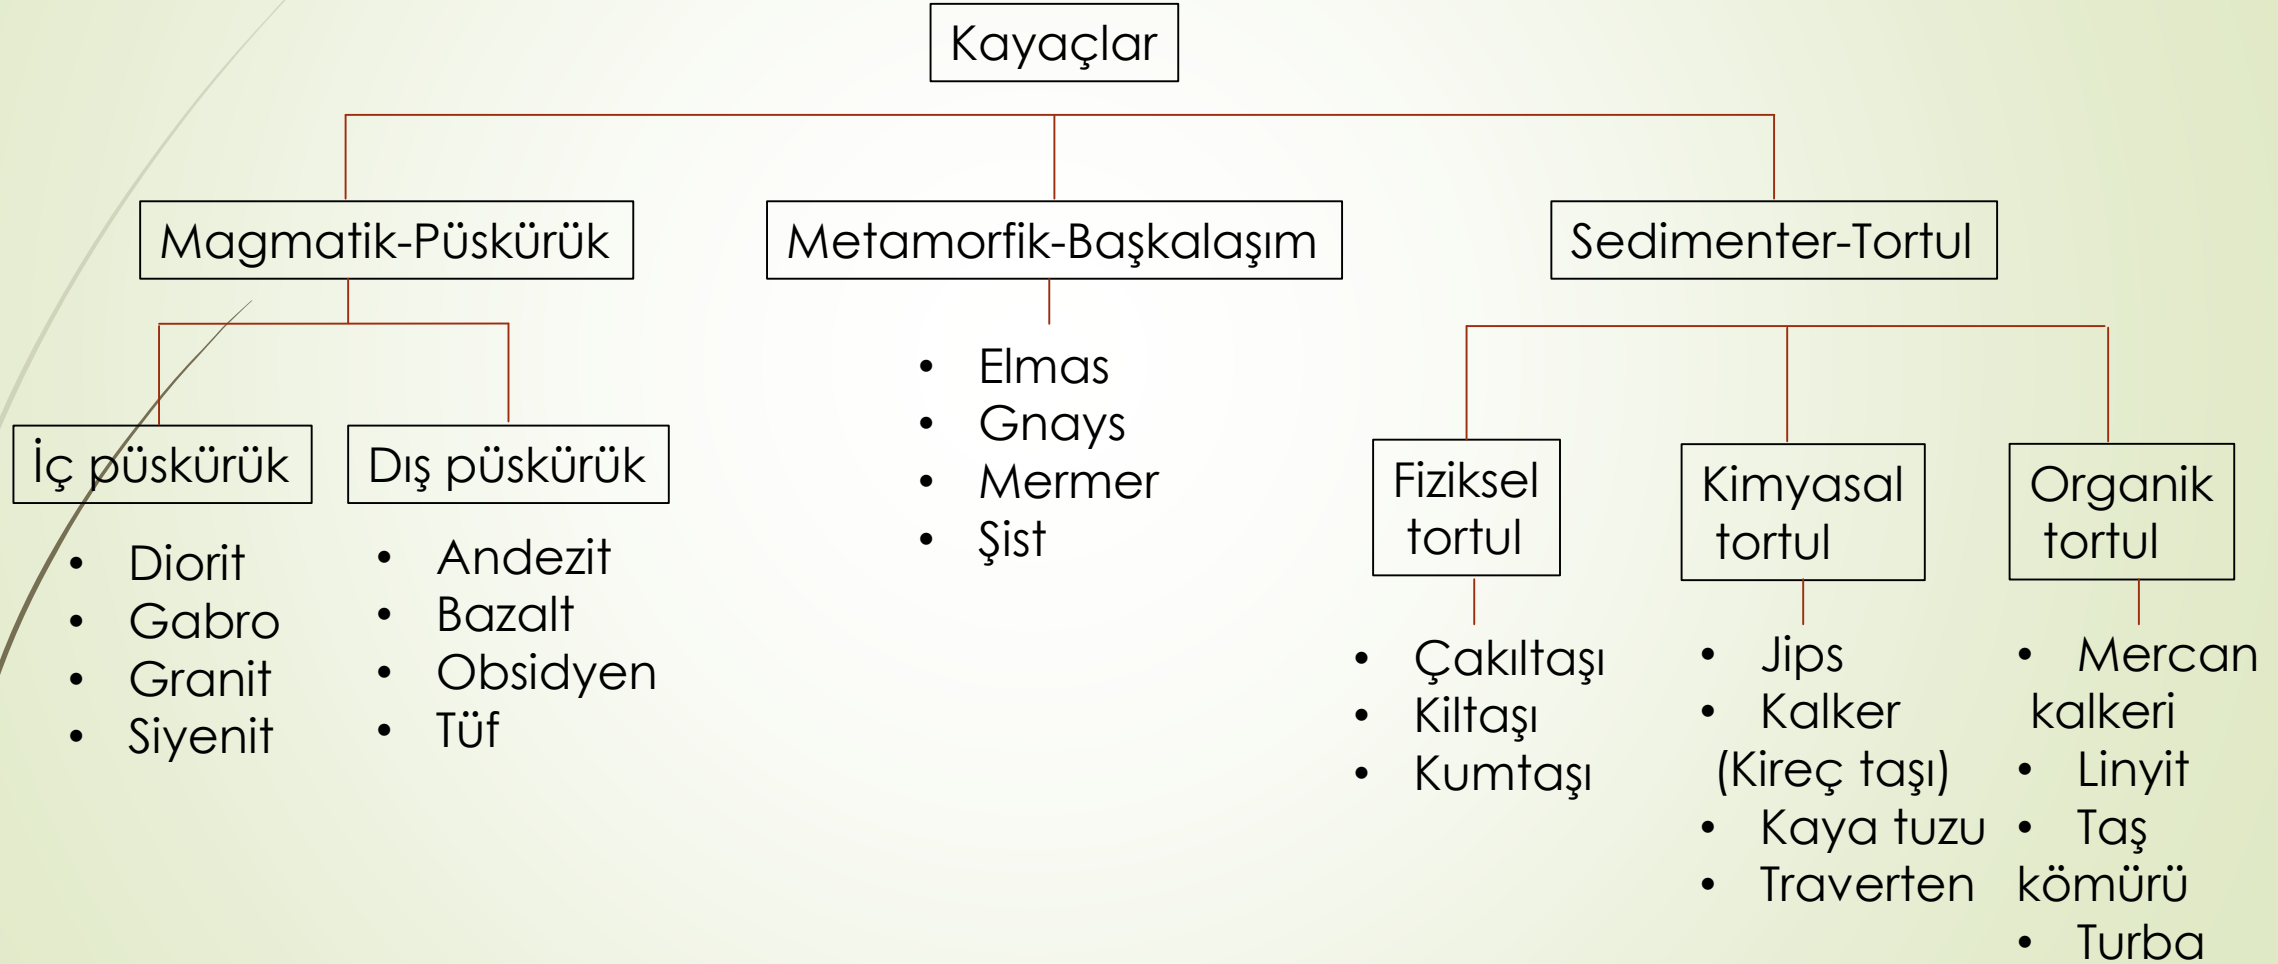 Kayaçlar
Magmatik-Püskürük
Metamorfik-Başkalaşım
Sedimenter-Tortul
İç püskürük
• Diorit
• Gabro
• Granit
• Siyenit
Dış püskürük
• Andezit
• Bazalt
• Obsidyen
• Tüf
• Elmas
• Gnays
• Mermer
• Şist
Fiziksel
tortul
• Çakıltaşı
• Kiltaşı
• Kumtaşı
Kimyasal
tortul
• Jips
• Kalker
(Kireç taşı)
• Kaya tuzu
• Traverten
Organik
tortul
• Mercan
kalkeri
• Linyit
• Taş
kömürü
• Turba